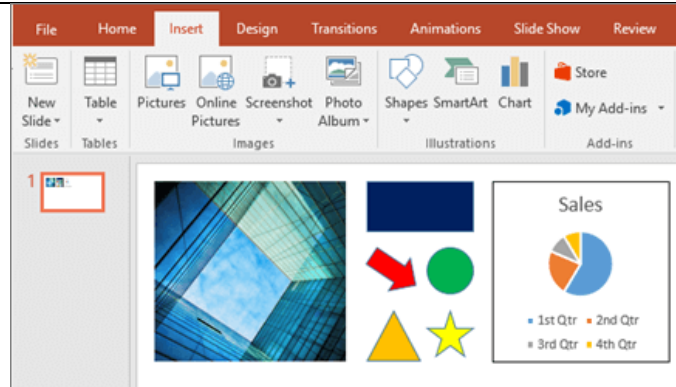 File Home Insert Design Transitions Animations Slide Show Review
New Slide
Table
Pictures
Online Pictures
Screenshot
Photo Album
Shapes
SmartArt
Chart
Store
My Add-ins
Slides Tables Images Illustrations Add-ins
1
Sales
1st Qtr 2nd Qtr
3rd Qtr 4th Qtr